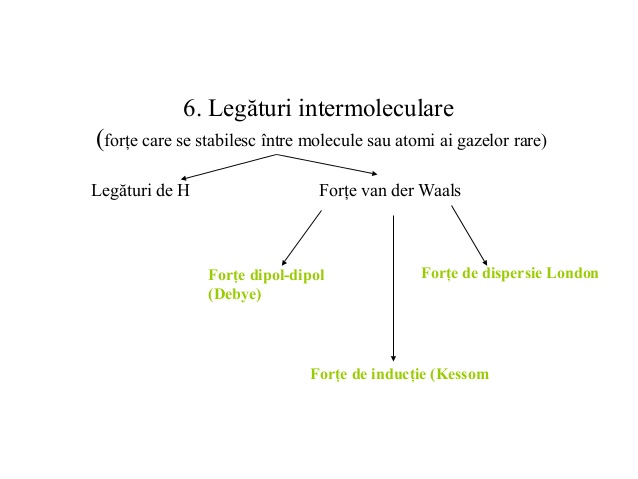 6. Legături intermoleculare
(forțe care se stabilesc între molecule sau atomi ai gazelor rare)
Legături de H
Forțe van der Waals
Forțe dipol-dipol
(Debye)
Forțe de dispersie London
Forțe de inducție (Kessom